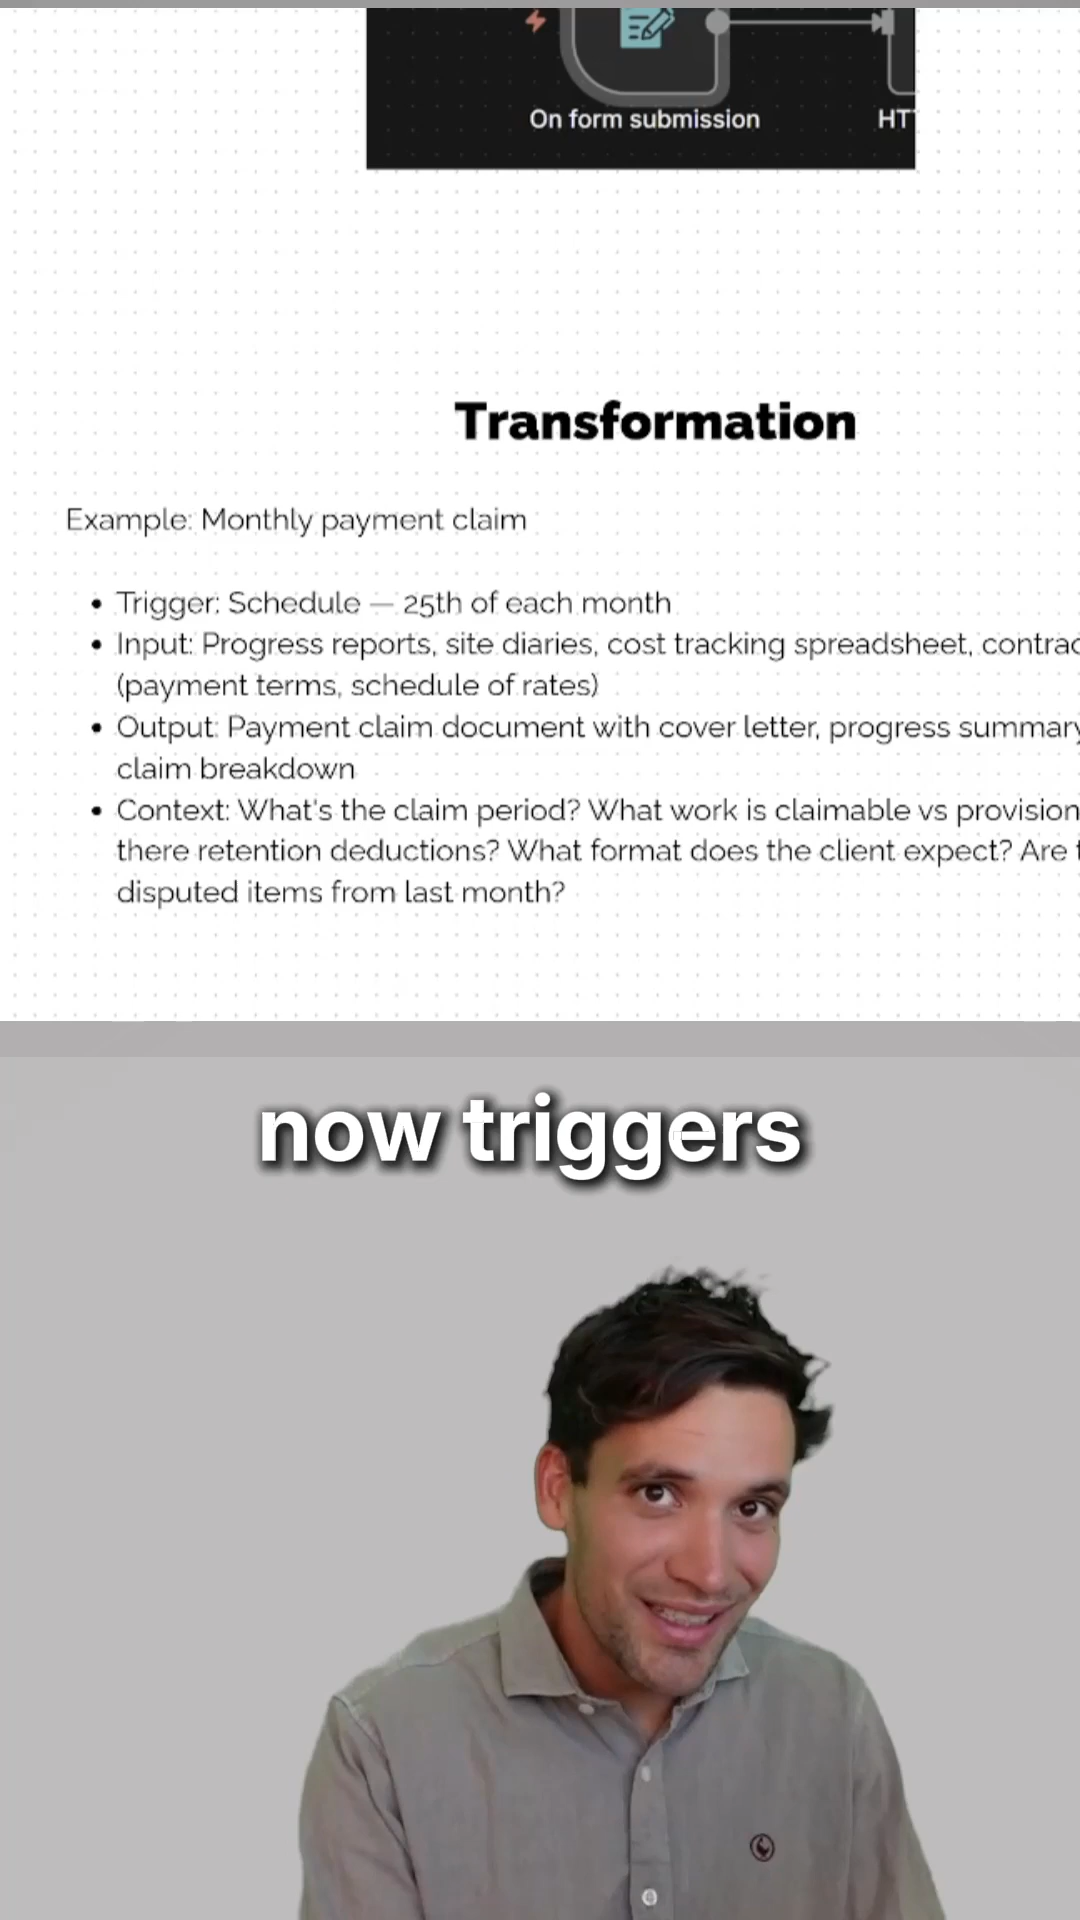 On form submission
Transformation
Example: Monthly payment claim
• Trigger: Schedule — 25th of each month
• Input: Progress reports, site diaries, cost tracking spreadsheet,
(payment terms, schedule of rates)
• Output: Payment claim document with cover letter, progress summary
claim breakdown
• Context: What's the claim period? What work is claimable vs
there retention deductions? What format does the client expect? Are
disputed items from last month?
now triggers